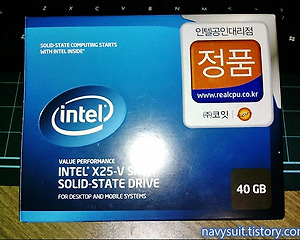 SOLID-STATE COMPUTING STARTS
WITH INTEL INSIDE®
인텔공인대리점
정품
www.realcpu.co.kr
㈜코잇
intel
VALUE PERFORMANCE
INTEL® X25-V
SOLID-STATE DRIVE
FOR DESKTOP AND MOBILE SYSTEMS
40 GB
navysuit.tistory.com